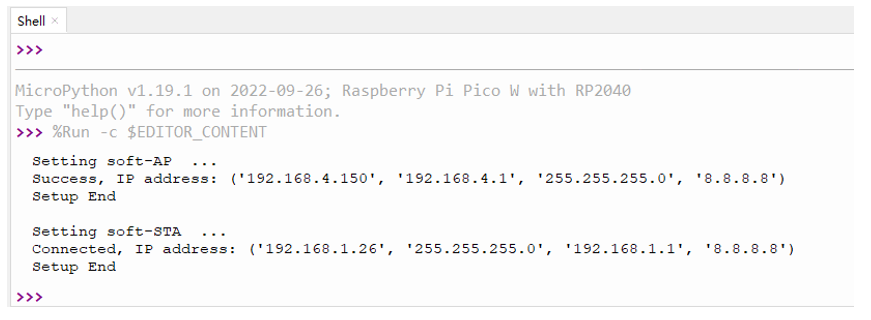 Shell ×
>>>
MicroPython v1.19.1 on 2022-09-26; Raspberry Pi Pico W with RP2040
Type "help()" for more information.
>>> %Run -c $EDITOR_CONTENT
Setting soft-AP  ...
Success, IP address: ('192.168.4.150', '192.168.4.1', '255.255.255.0', '8.8.8.8')
Setup End
Setting soft-STA  ...
Connected, IP address: ('192.168.1.26', '255.255.255.0', '192.168.1.1', '8.8.8.8')
Setup End
>>>